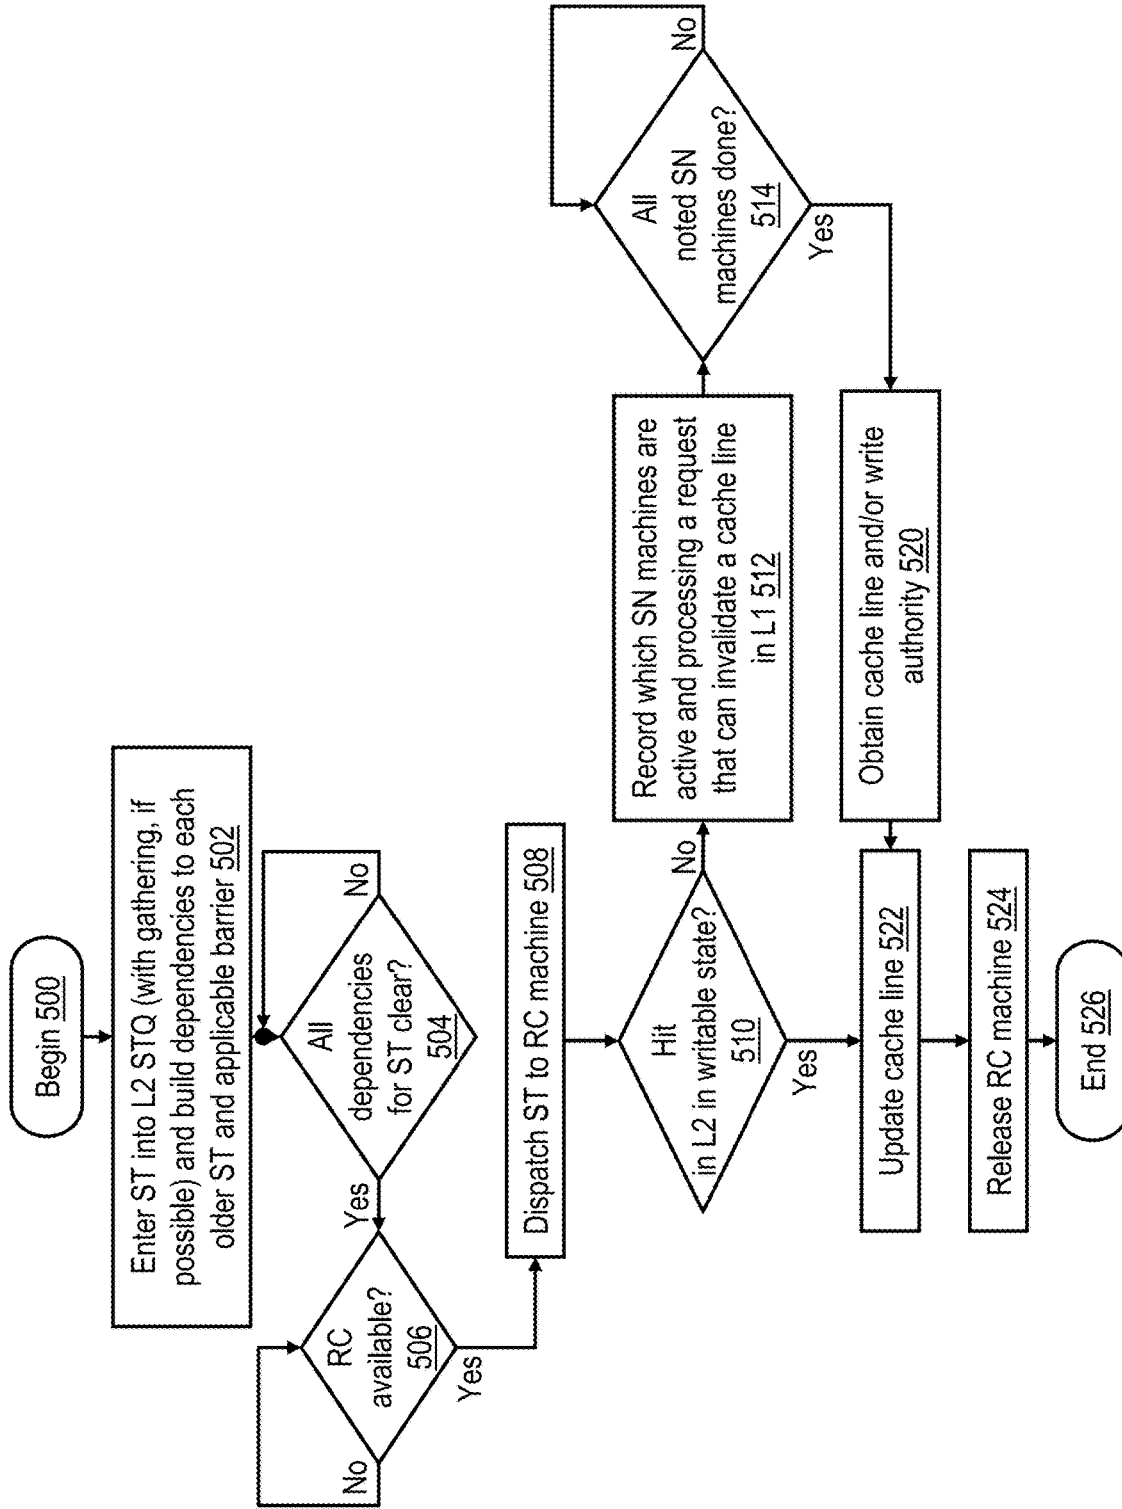 Begin 500
Enter ST into L2 STQ (with gathering, if
possible) and build dependencies to each
older ST and applicable barrier 502
All
dependencies
for ST clear?
504
No
Yes
RC
available?
506
No
Yes
Dispatch ST to RC machine 508
Hit
in L2 in writable state?
510
No
Yes
Record which SN machines are
active and processing a request
that can invalidate a cache line
in L1 512
All
noted SN
machines done?
514
No
Yes
Obtain cache line and/or write
authority 520
Update cache line 522
Release RC machine 524
End 526